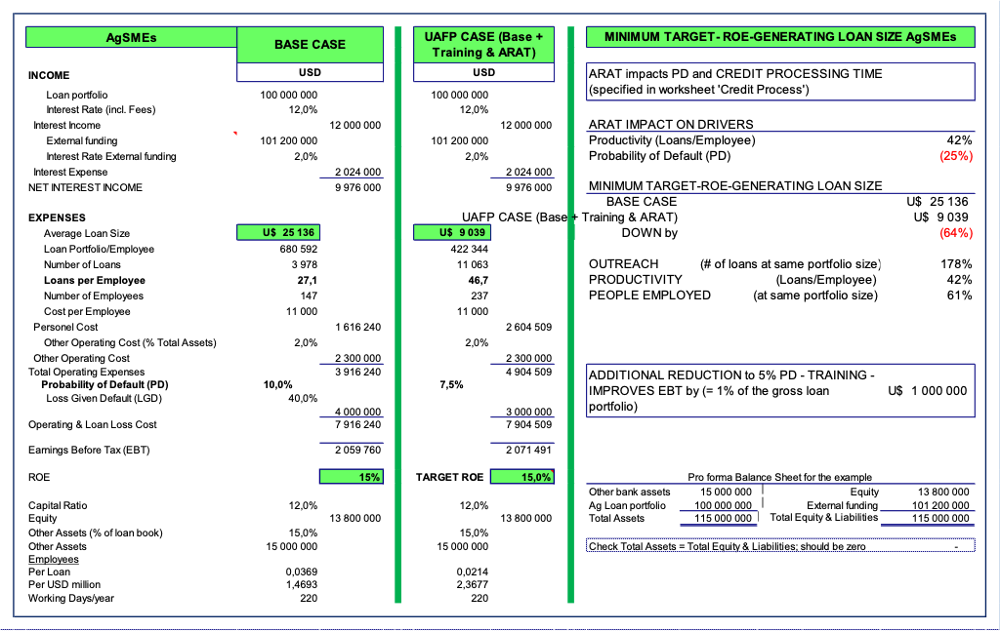 AgSMEs BASE CASE UAFP CASE (Base + Training & ARAT) MINIMUM TARGET- ROE-GENERATING LOAN SIZE AgSMEs
INCOME USD USD
Loan portfolio 100 000 000 100 000 000
Interest Rate (incl. Fees) 12,0% 12,0%
Interest Income 12 000 000 12 000 000
External funding 101 200 000 101 200 000
Interest Rate External funding 2,0% 2,0%
Interest Expense 2 024 000 2 024 000
NET INTEREST INCOME 9 976 000 9 976 000
EXPENSES UAFP CASE (Base + Training & ARAT) U$ 9 039
Average Loan Size U$ 25 136 U$ 9 039
Loan Portfolio/Employee 680 592 422 344
Number of Loans 3 978 11 063
Loans per Employee 27,1 46,7
Number of Employees 147 237
Cost per Employee 11 000 11 000
Personel Cost 1 616 240 2 604 509
Other Operating Cost (% Total Assets) 2,0% 2,0%
Other Operating Cost 2 300 000 2 300 000
Total Operating Expenses 3 916 240 4 904 509
Probability of Default (PD) 10,0% 7,5%
Loss Given Default (LGD) 40,0%
4 000 000 3 000 000
Operating & Loan Loss Cost 7 916 240 7 904 509
Earnings Before Tax (EBT) 2 059 760 2 071 491
ROE 15% TARGET ROE 15,0%
Capital Ratio 12,0% 12,0%
Equity 13 800 000 13 800 000
Other Assets (% of loan book) 15,0% 15,0%
Other Assets 15 000 000 15 000 000
Employees
Per Loan 0,0369 0,0214
Per USD million 1,4693 2,3677
Working Days/year 220 220
ARAT impacts PD and CREDIT PROCESSING TIME
(specified in worksheet 'Credit Process')
ARAT IMPACT ON DRIVERS
Productivity (Loans/Employee) 42%
Probability of Default (PD) (25%)
MINIMUM TARGET-ROE-GENERATING LOAN SIZE
BASE CASE U$ 25 136
DOWN by (64%)
OUTREACH (# of loans at same portfolio size) 178%
PRODUCTIVITY (Loans/Employee) 42%
PEOPLE EMPLOYED (at same portfolio size) 61%
ADDITIONAL REDUCTION to 5% PD - TRAINING -
IMPROVES EBT by (= 1% of the gross loan U$ 1 000 000
portfolio)
Pro forma Balance Sheet for the example
Other bank assets 15 000 000 Equity 13 800 000
Ag Loan portfolio 100 000 000 External funding 101 200 000
Total Assets 115 000 000 Total Equity & Liabilities 115 000 000
Check Total Assets = Total Equity & Liabilities; should be zero -